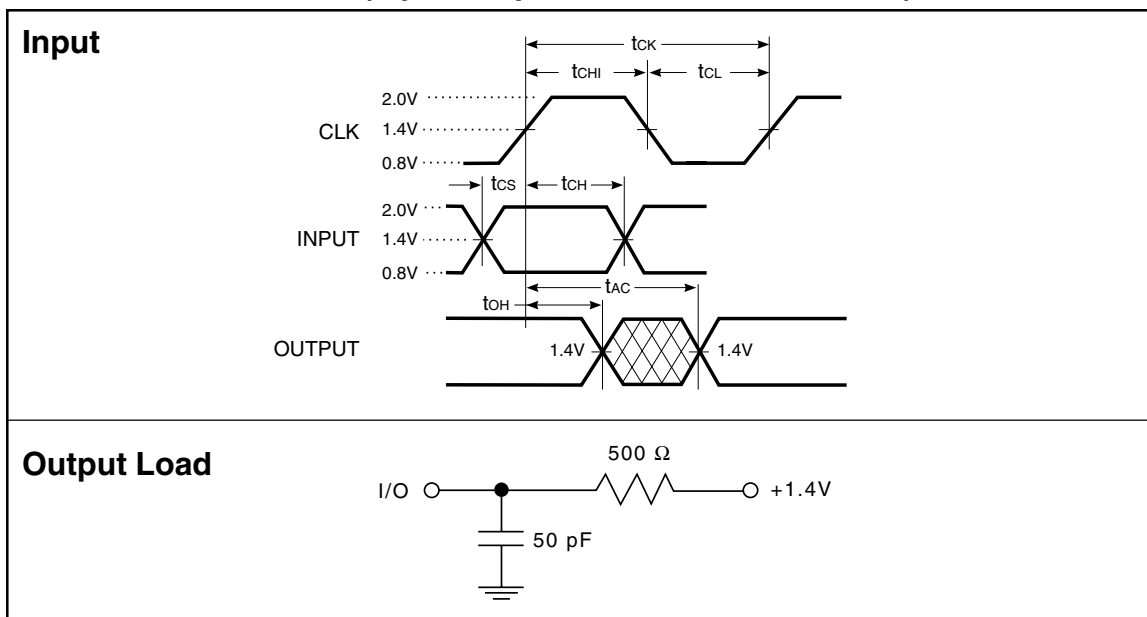 Input
tCK
tCHI
tCL
2.0V
CLK 1.4V
0.8V
tCS
tCH
2.0V
INPUT 1.4V
0.8V
tAC
tOH
OUTPUT 1.4V 1.4V
Output Load
500 Ω
I/O +1.4V
50 pF